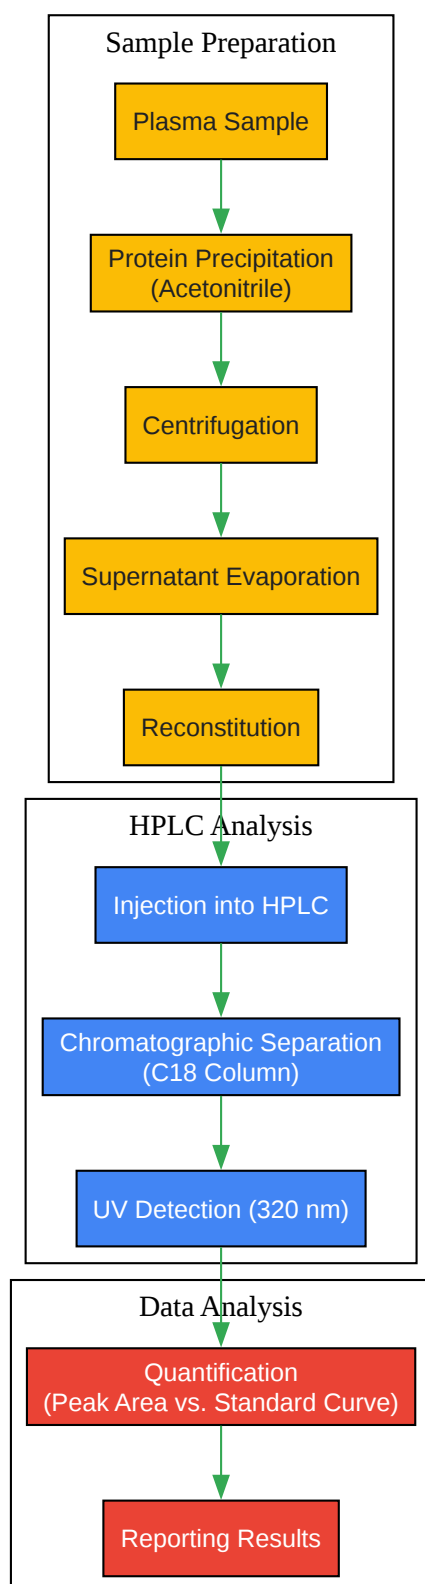 Sample Preparation
Plasma Sample
Protein Precipitation
(Acetonitrile)
Centrifugation
Supernatant Evaporation
Reconstitution
HPLC Analysis
Injection into HPLC
Chromatographic Separation
(C18 Column)
UV Detection (320 nm)
Data Analysis
Quantification
(Peak Area vs. Standard Curve)
Reporting Results